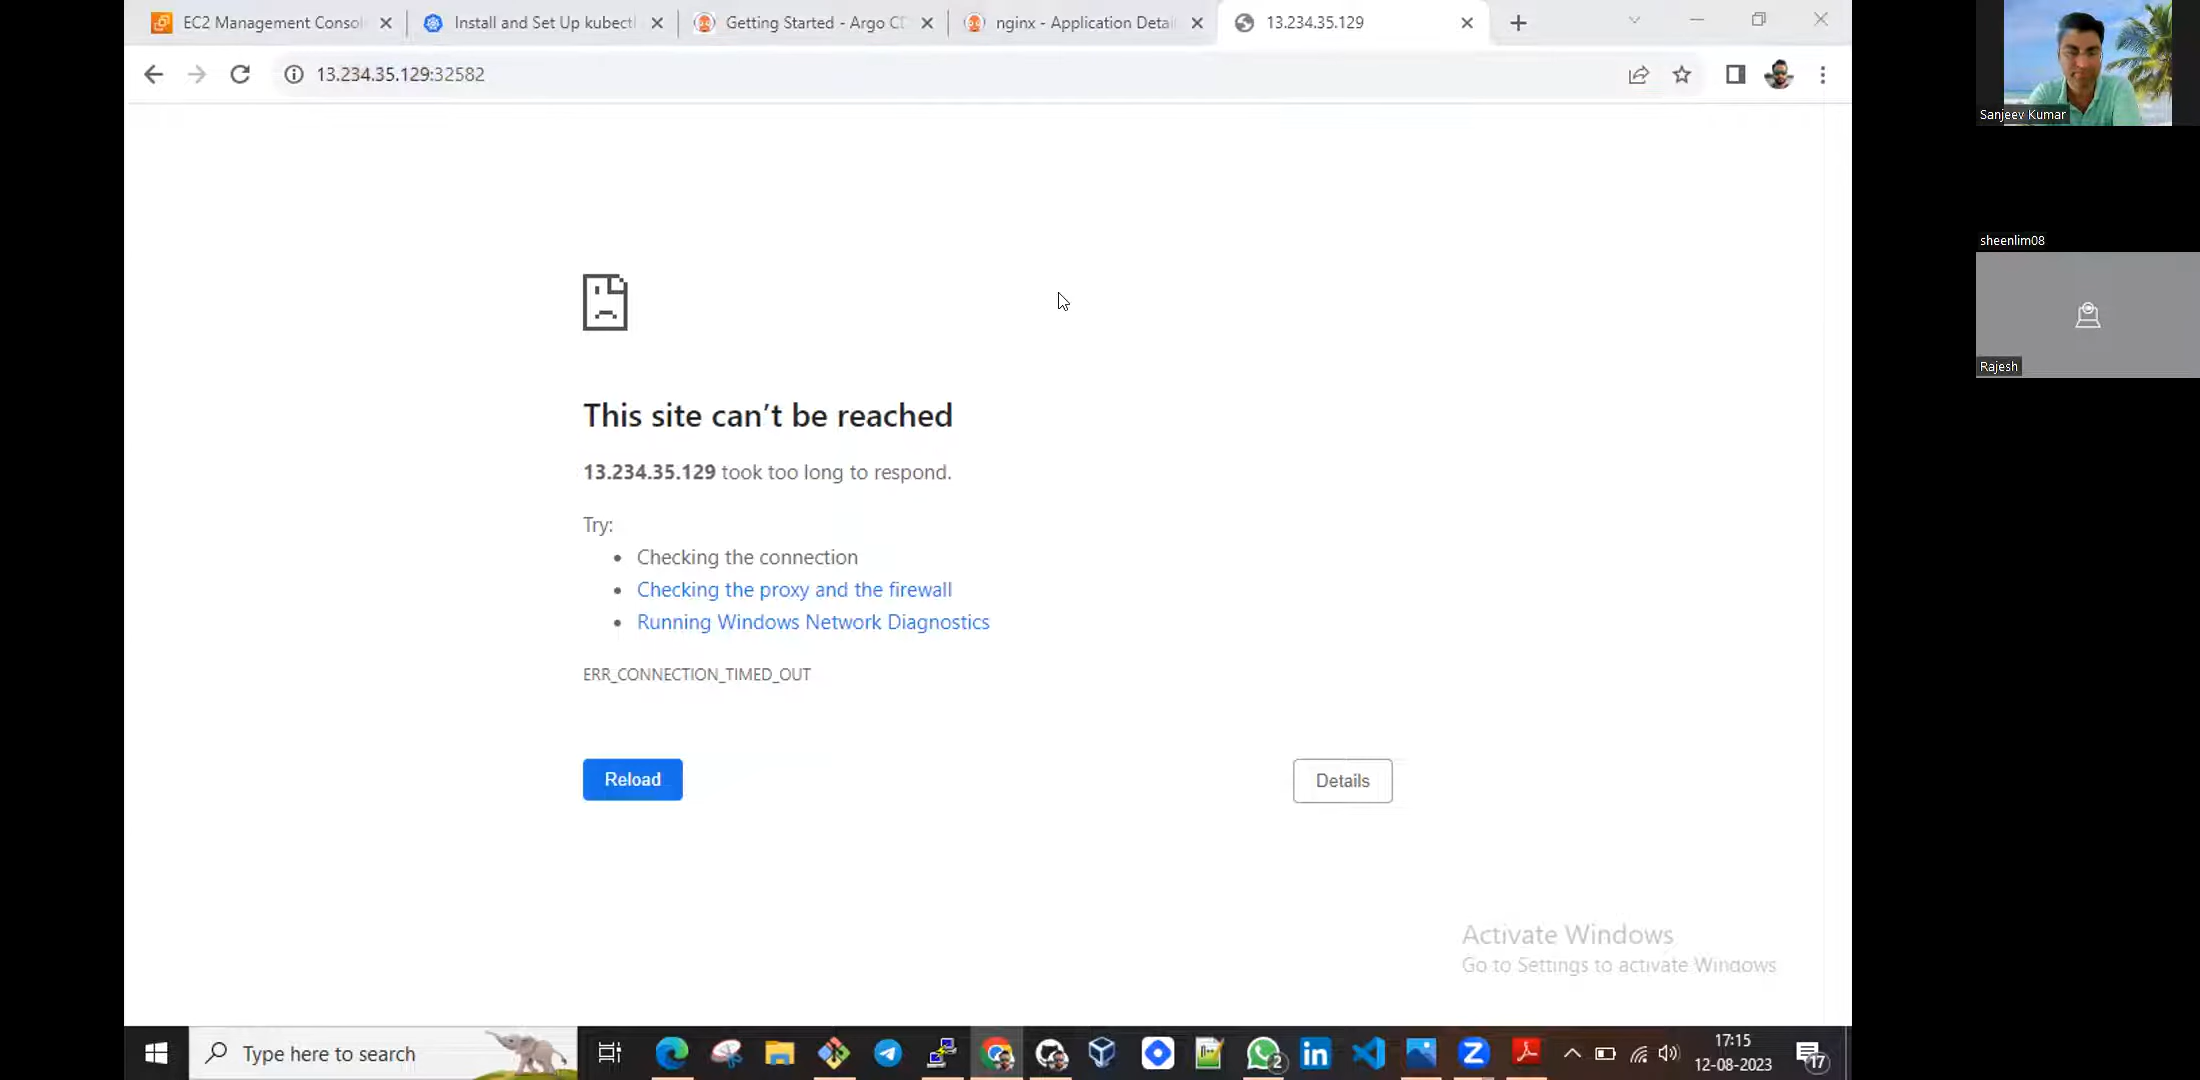 EC2 Management Consol
Install and Set Up kubectl
Getting Started - Argo CD
nginx - Application Detai
13.234.35.129
13.234.35.129:32582
Sanjeev Kumar
sheenlim08
Rajesh
This site can’t be reached
13.234.35.129 took too long to respond.
Try:
Checking the connection
Checking the proxy and the firewall
Running Windows Network Diagnostics
ERR_CONNECTION_TIMED_OUT
Reload
Details
Activate Windows
Go to Settings to activate Windows
Type here to search
2
17:15
12-08-2023
17